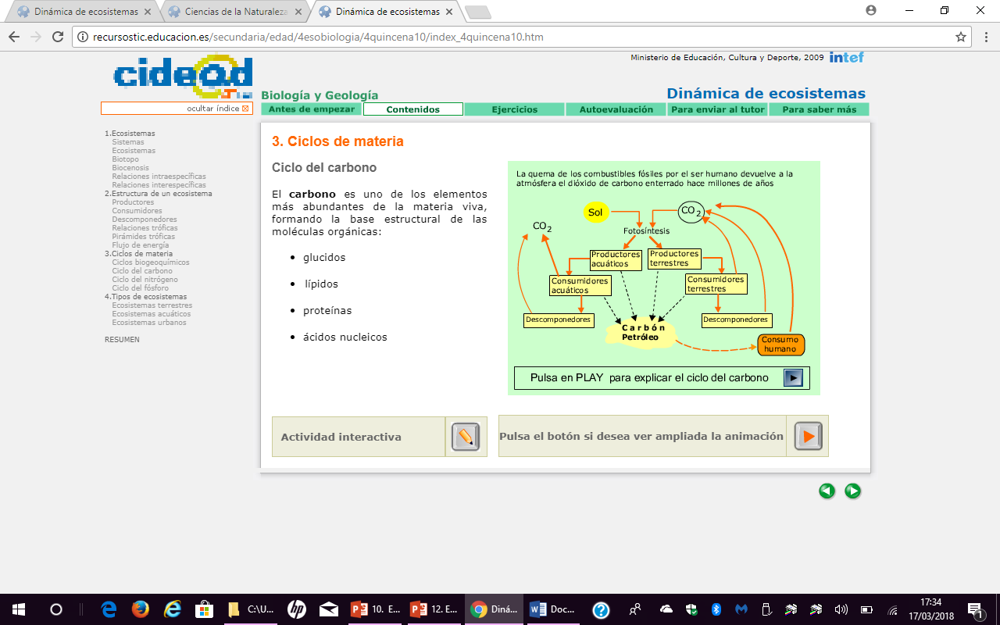 Dinámica de ecosistemas
Ciencias de la Naturaleza
Dinámica de ecosistemas
recursostic.educacion.es/secundaria/edad/4esobiologia/4quincena10/index_4quincena10.htm
cidead
Ministerio de Educación, Cultura y Deporte, 2009 intef
Biología y Geología
Dinámica de ecosistemas
ocultar índice
Antes de empezar
Contenidos
Ejercicios
Autoevaluación
Para enviar al tutor
Para saber más
1.Ecosistemas
Sistemas
Ecosistemas
Biotopo
Biocenosis
Relaciones intraespecíficas
Relaciones interespecíficas
2.Estructura de un ecosistema
Productores
Consumidores
Descomponedores
Relaciones tróficas
Pirámides tróficas
Flujo de energía
3.Ciclos de materia
Ciclos biogeoquímicos
Ciclo del carbono
Ciclo del nitrógeno
Ciclo del fósforo
4.Tipos de ecosistemas
Ecosistemas terrestres
Ecosistemas acuáticos
Ecosistemas urbanos
RESUMEN
3. Ciclos de materia
Ciclo del carbono
El carbono es uno de los elementos
más abundantes de la materia viva,
formando la base estructural de las
moléculas orgánicas:
glucidos
lípidos
proteínas
ácidos nucleicos
La quema de los combustibles fósiles por el ser humano devuelve a la
atmósfera el dióxido de carbono enterrado hace millones de años
Sol
CO2
CO2
Fotosíntesis
Productores
acuáticos
Productores
terrestres
Consumidores
acuáticos
Consumidores
terrestres
Descomponedores
Descomponedores
Carbón
Petróleo
Consumo
humano
Pulsa en PLAY para explicar el ciclo del carbono
Actividad interactiva
Pulsa el botón si desea ver ampliada la animación
C:\U...
10. E...
12. E...
Diná...
Doc...
17:34
17/03/2018
1